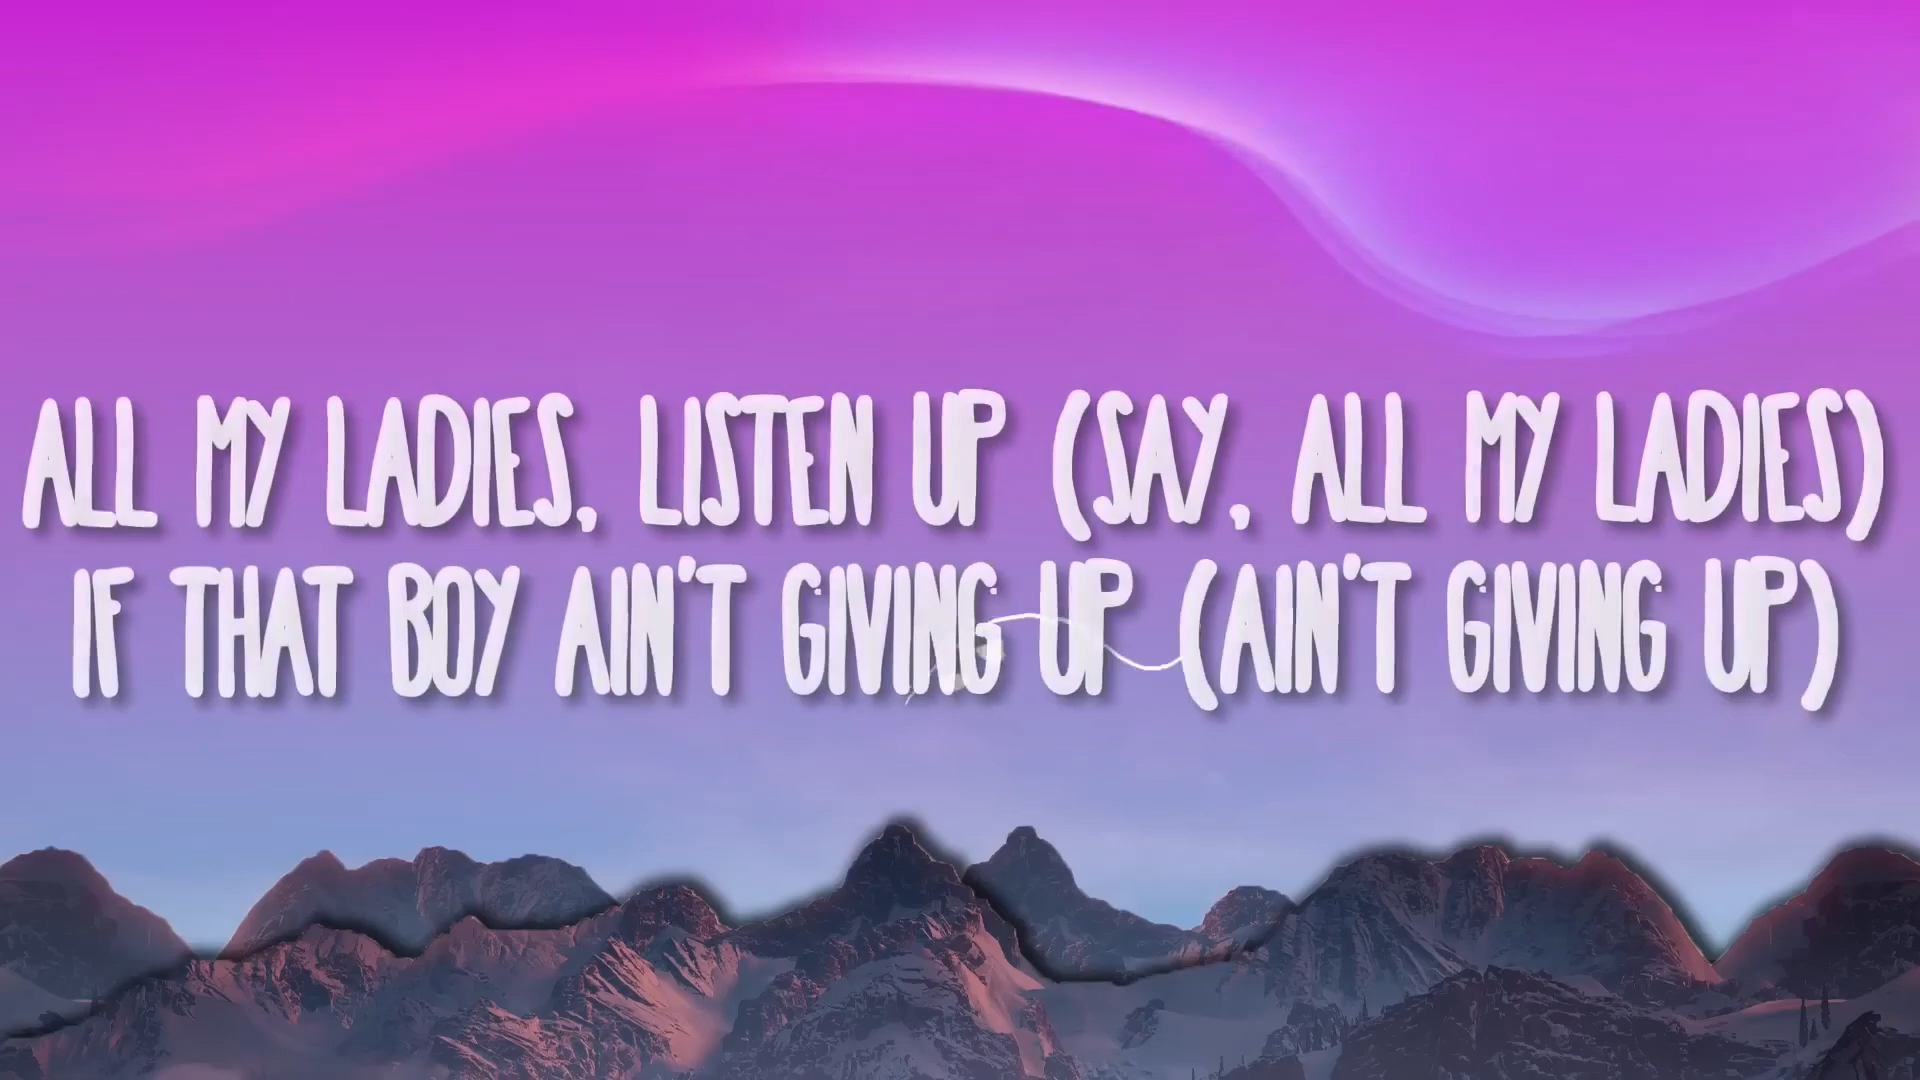 ALL MY LADIES, LISTEN UP (SAY, ALL MY LADIES)
IF THAT BOY AIN'T GIVING UP (AIN'T GIVING UP)